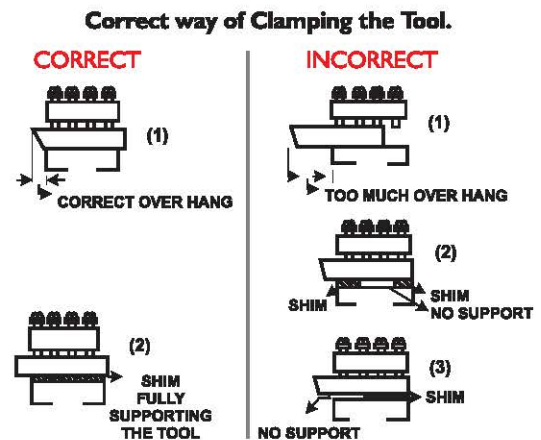 Correct way of Clamping the Tool.
CORRECT
(1)
CORRECT OVER HANG
(2)
SHIM
FULLY
SUPPORTING
THE TOOL
INCORRECT
(1)
TOO MUCH OVER HANG
(2)
SHIM
SHIM
NO SUPPORT
(3)
SHIM
NO SUPPORT